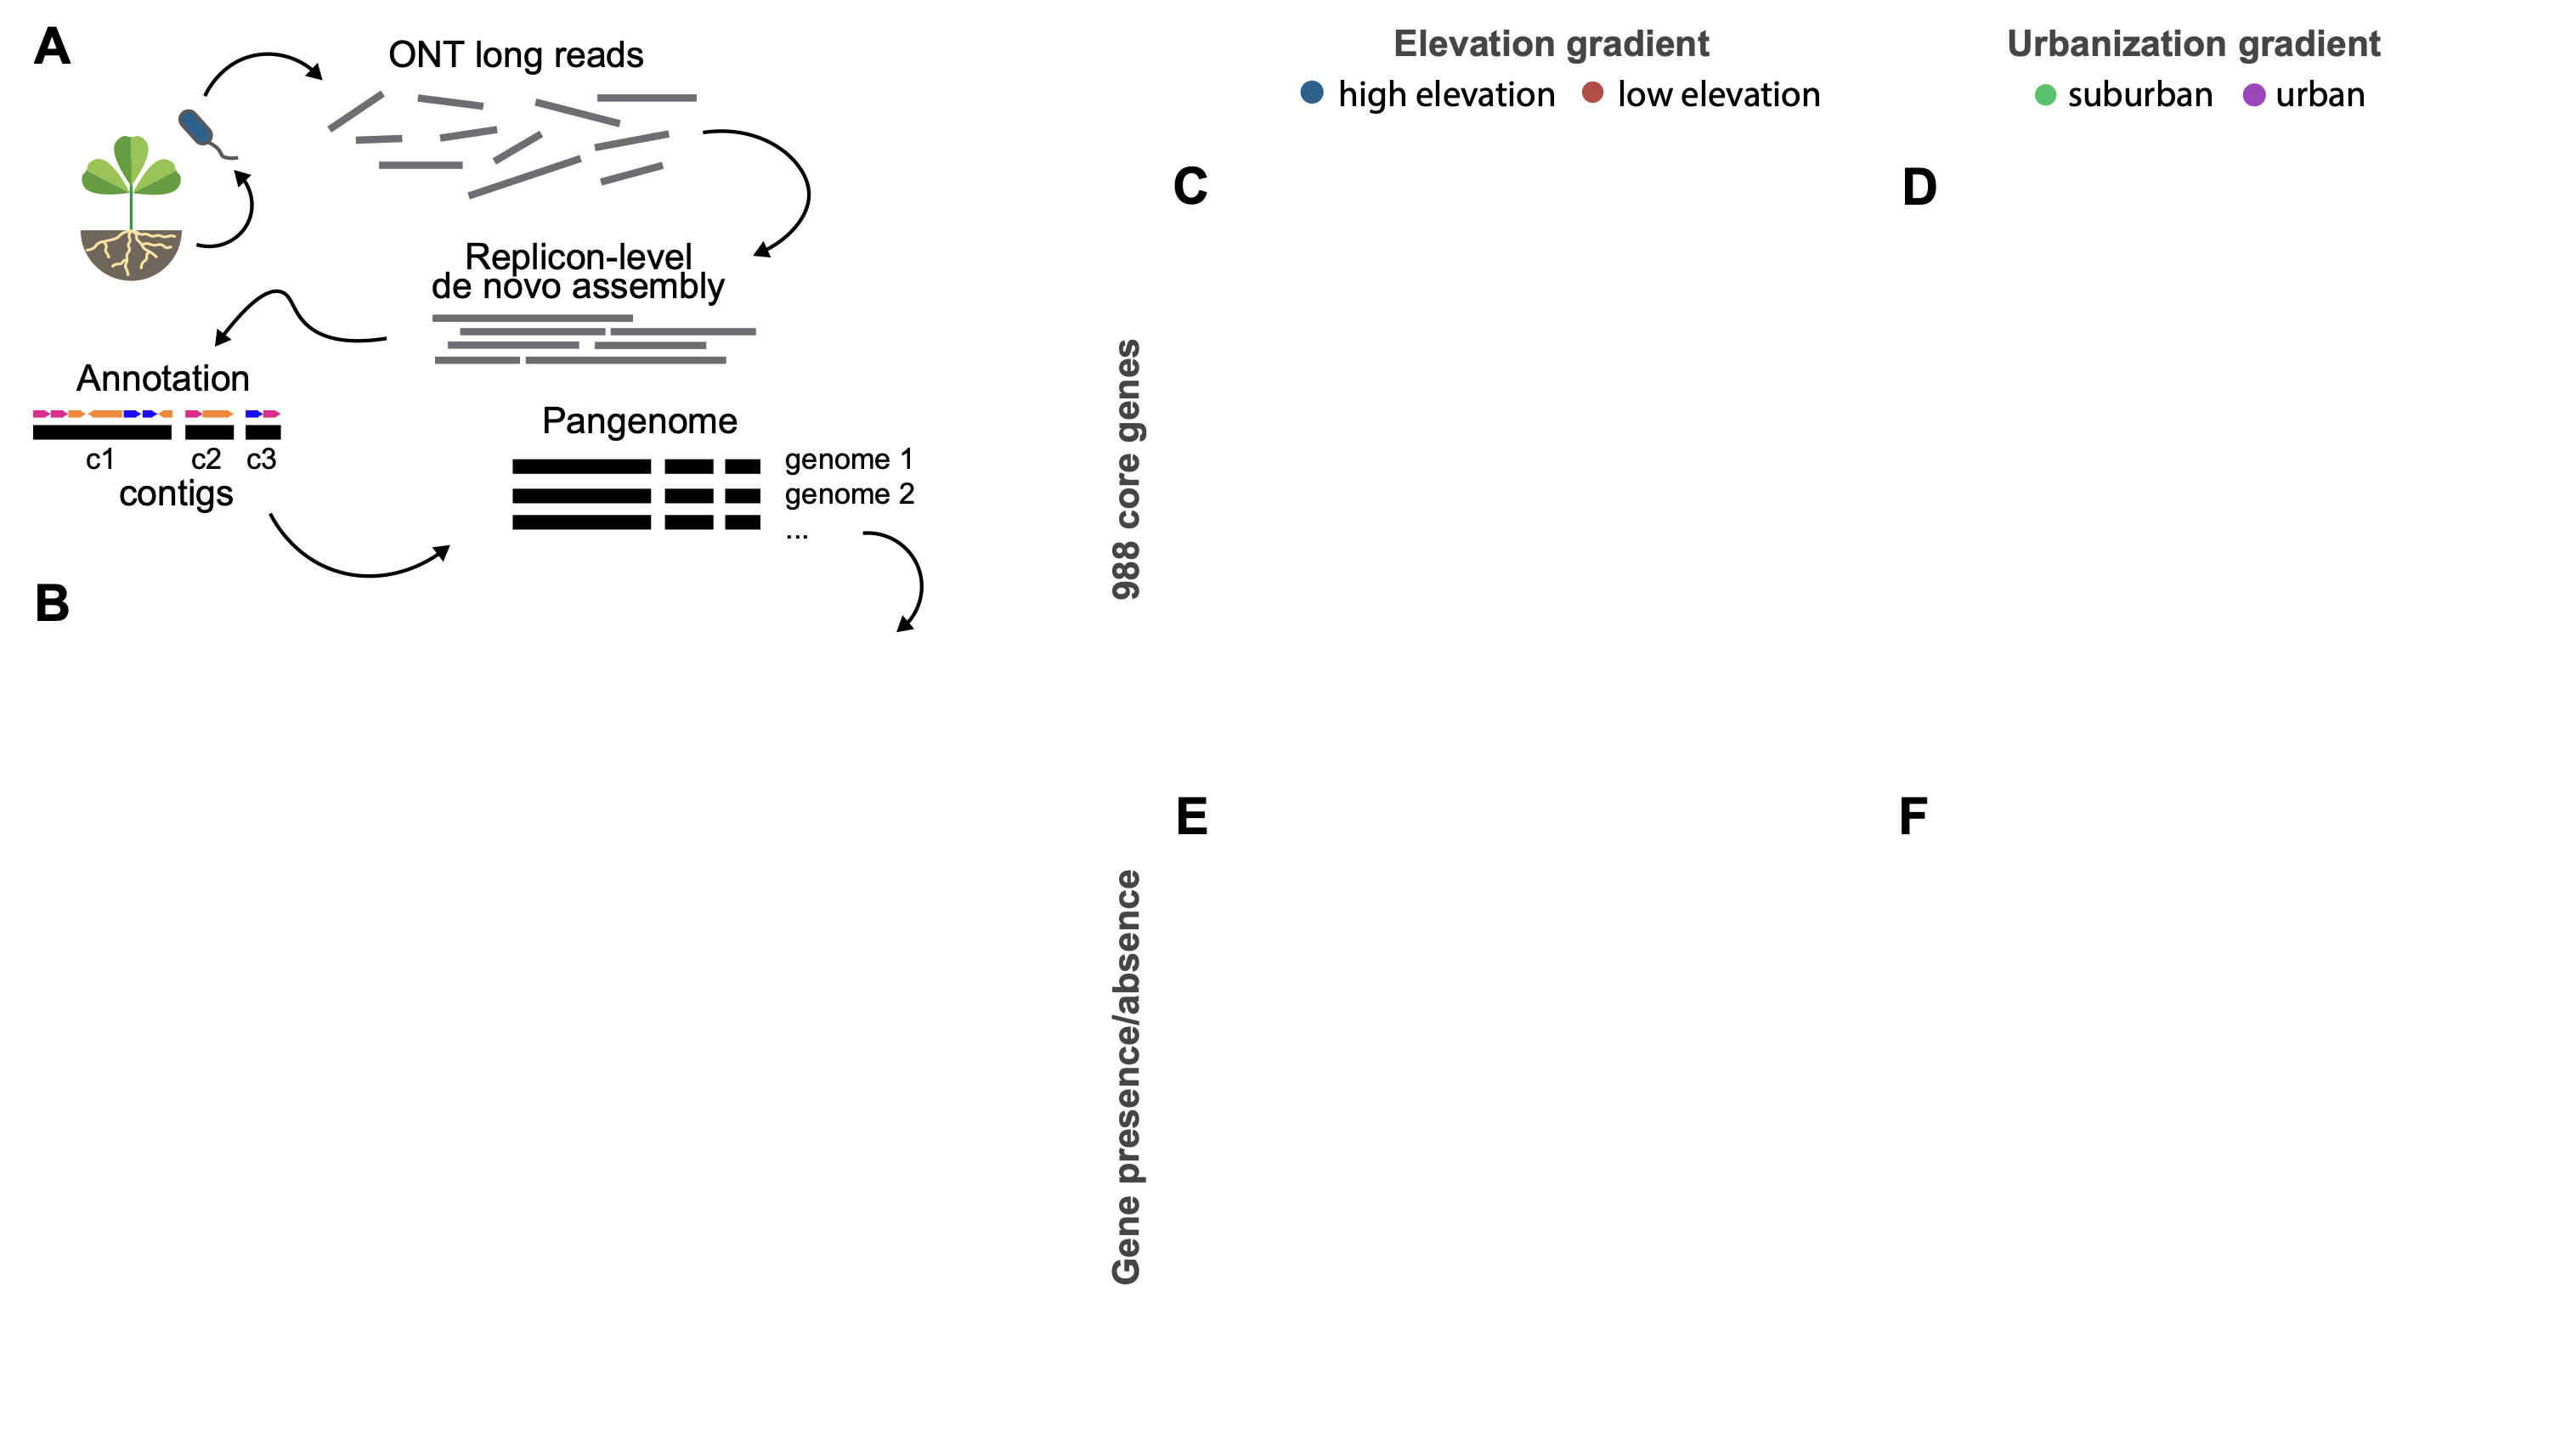 A
ONT long reads
Replicon-level
de novo assembly
Annotation
c1 c2 c3
contigs
Pangenome
genome 1
genome 2
...
B
Elevation gradient
high elevation low elevation
Urbanization gradient
suburban urban
C
D
988 core genes
E
F
Gene presence/absence